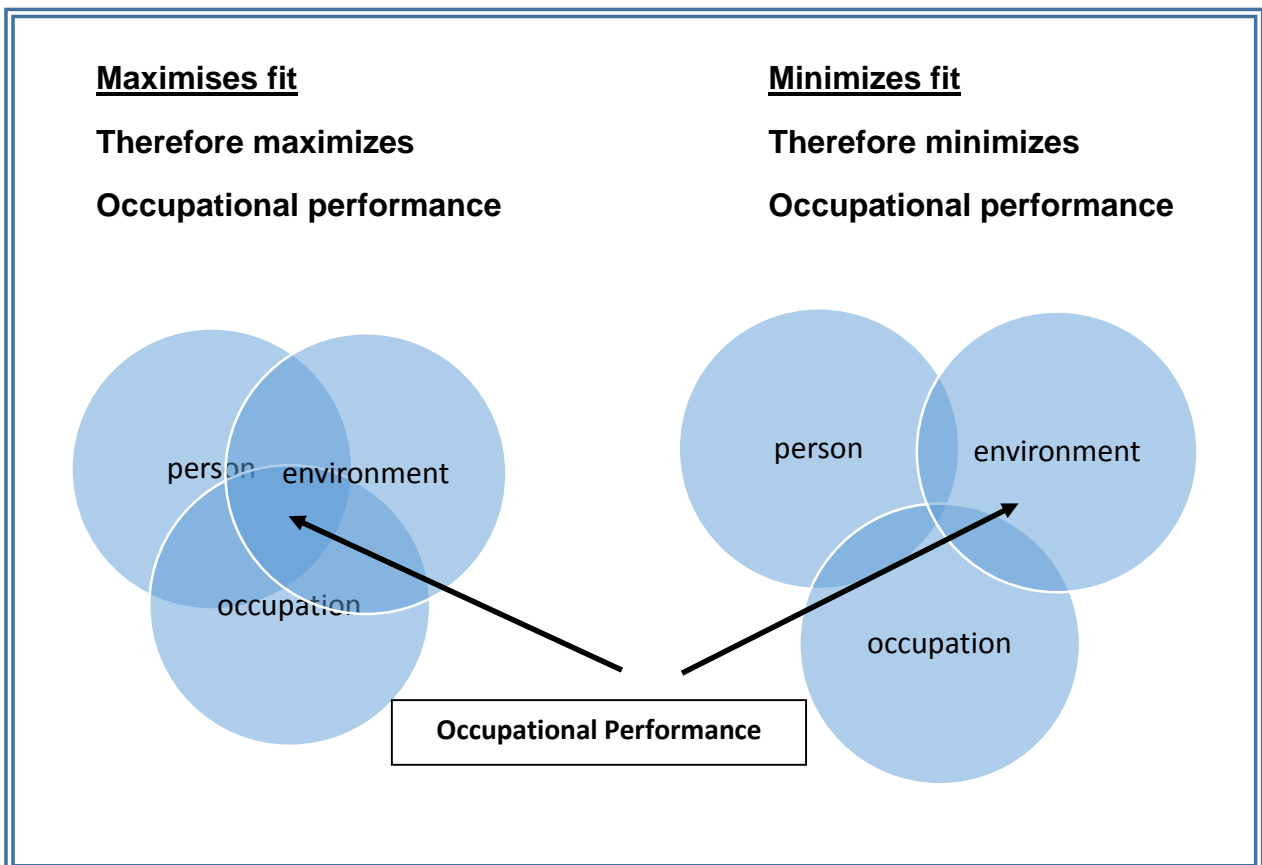 Maximises fit
Therefore maximizes
Occupational performance
Minimizes fit
Therefore minimizes
Occupational performance
person
environment
occupation
person
environment
occupation
Occupational Performance